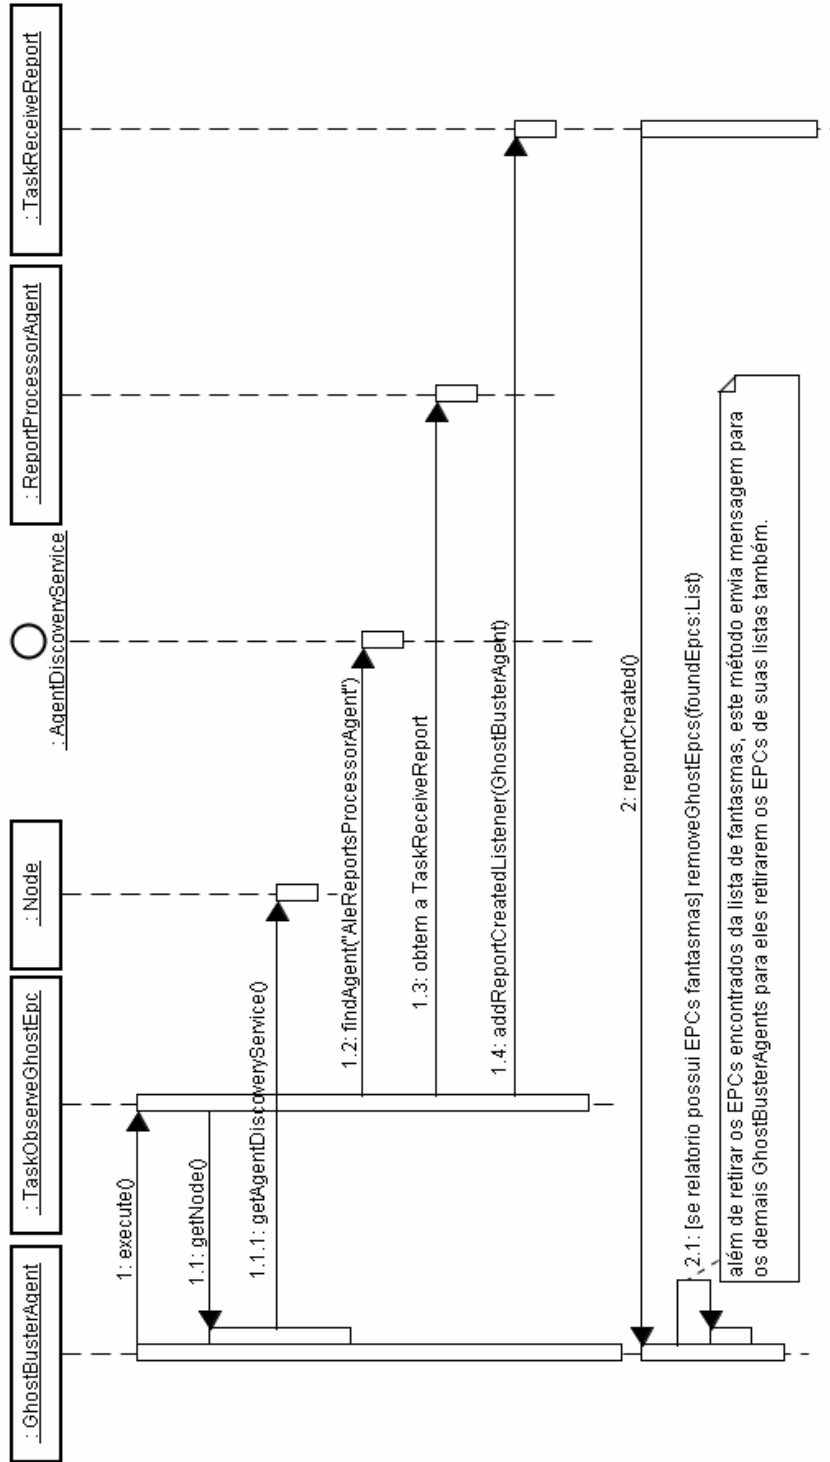 : GhostBusterAgent
: TaskObserveGhostEpc
: Node
: AgentDiscoveryService
: ReportProcessorAgent
: TaskReceiveReport
1: execute()
1.1: getNode()
1.1.1: getAgentDiscoveryService()
1.2: findAgent("AleReportsProcessorAgent")
1.3: obtem a TaskReceiveReport
1.4: addReportCreatedListener(GhostBusterAgent)
2: reportCreated()
2.1: [se relatorio possui EPCs fantasmas] removeGhostEpcs(foundEpcs:List)
além de retirar os EPCs encontrados da lista de fantasmas, este método envia mensagem para
os demais GhostBusterAgents para eles retirarem os EPCs de suas listas também.